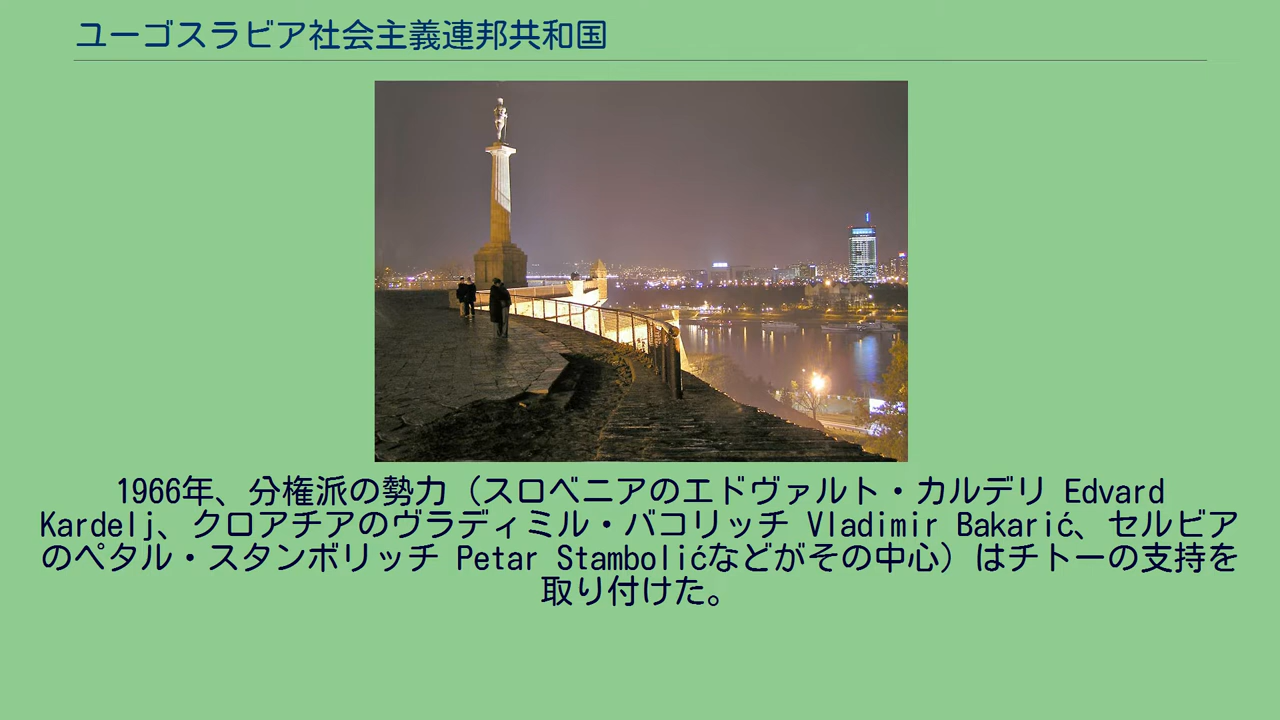 ユーゴスラビア社会主義連邦共和国
1966年、分権派の勢力（スロベニアのエドヴァルト・カルデリ Edvard
Kardelj、クロアチアのヴラディミル・バコリッチ Vladimir Bakarić、セルビア
のペタル・スタンボリッチ Petar Stambolićなどがその中心）はチトーの支持を
取り付けた。